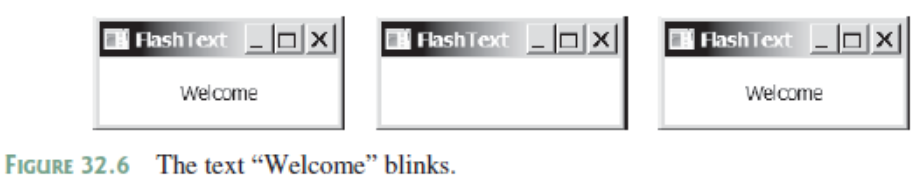 FlashText FlashText FlashText
Welcome Welcome
FIGURE 32.6 The text “Welcome” blinks.